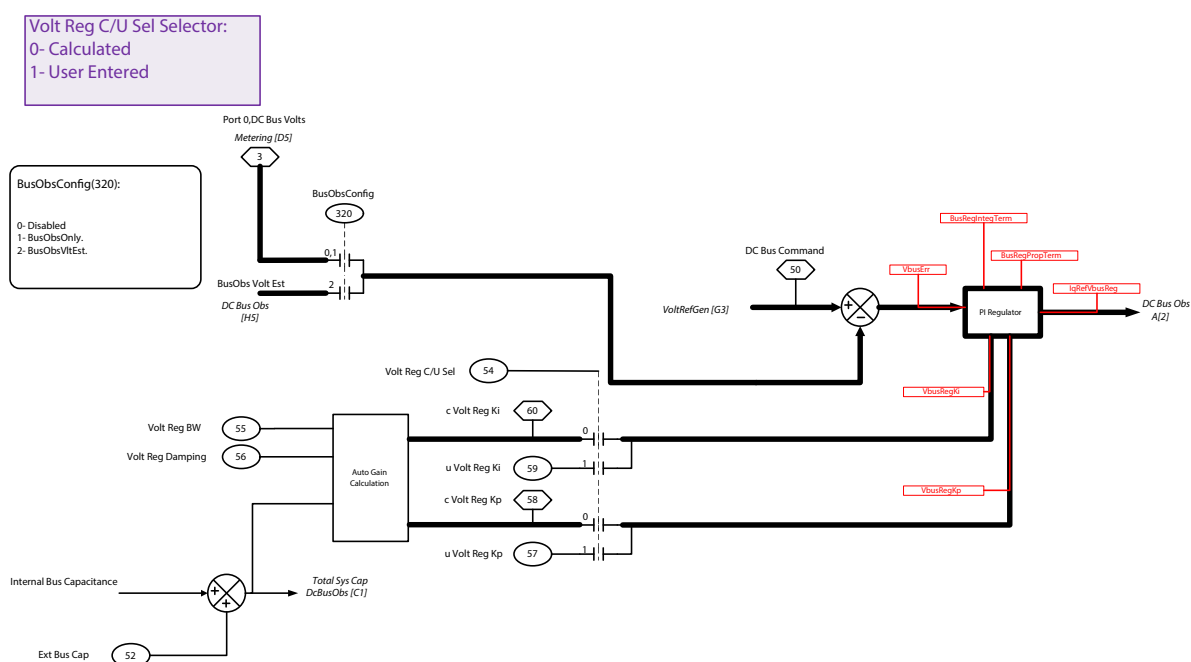 Volt Reg C/U Sel Selector:
0- Calculated
1- User Entered
Port 0,DC Bus Volts
Metering [D5]
3
BusObsConfig(320):
0- Disabled
1- BusObsOnly.
2- BusObsVltEst.
BusObsConfig
320
0,1
BusObs Volt Est
2
DC Bus Obs
[H5]
BusRegIntegTerm
DC Bus Command
50
BusRegPropTerm
VbusErr
IqRefVbusReg
VoltRefGen [G3]
+
−
PI Regulator
DC Bus Obs
A[2]
Volt Reg C/U Sel
54
VbusRegKi
c Volt Reg Ki
60
Volt Reg BW
55
0
Volt Reg Damping
56
u Volt Reg Ki
59
1
Auto Gain
Calculation
VbusRegKp
c Volt Reg Kp
58
0
u Volt Reg Kp
57
1
Internal Bus Capacitance
+
+
Total Sys Cap
DcBusObs [C1]
Ext Bus Cap
52